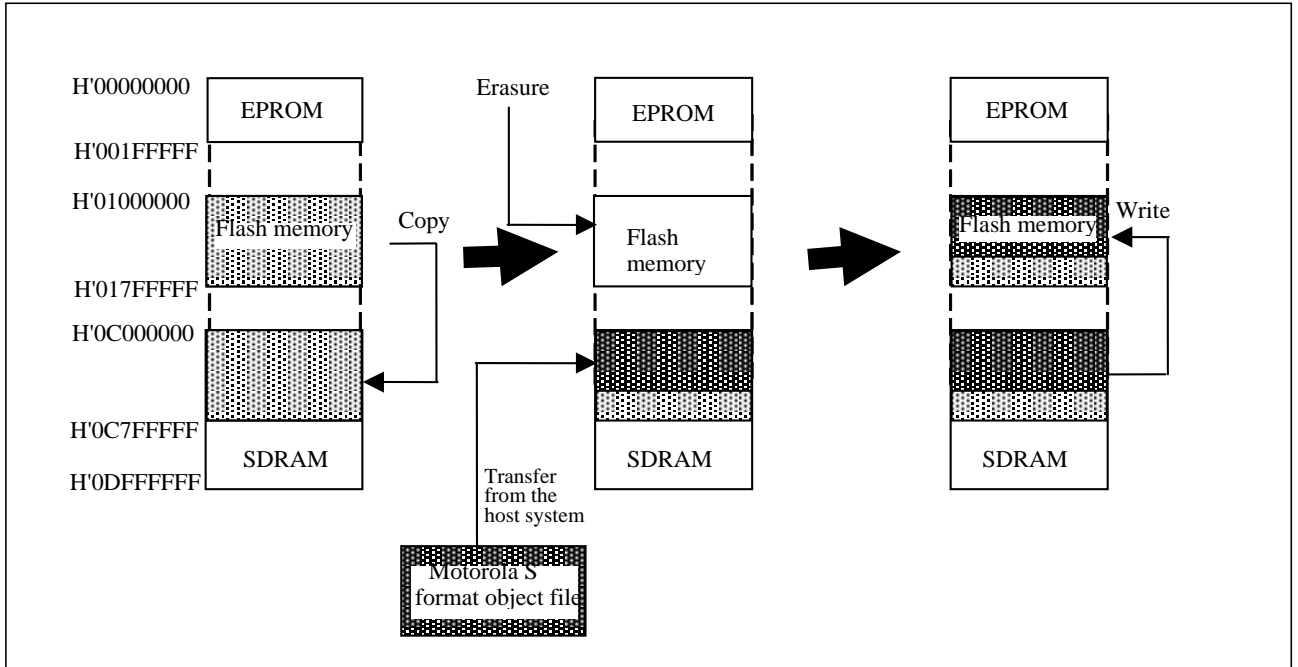 H'00000000
EPROM
H'001FFFFF
H'01000000
Flash memory
H'017FFFFF
H'0C000000
H'0C7FFFFF
SDRAM
H'0DFFFFFF
Copy
Erasure
EPROM
Flash
memory
SDRAM
Transfer
from the
host system
Motorola S
format object file
EPROM
Flash memory
Write
SDRAM